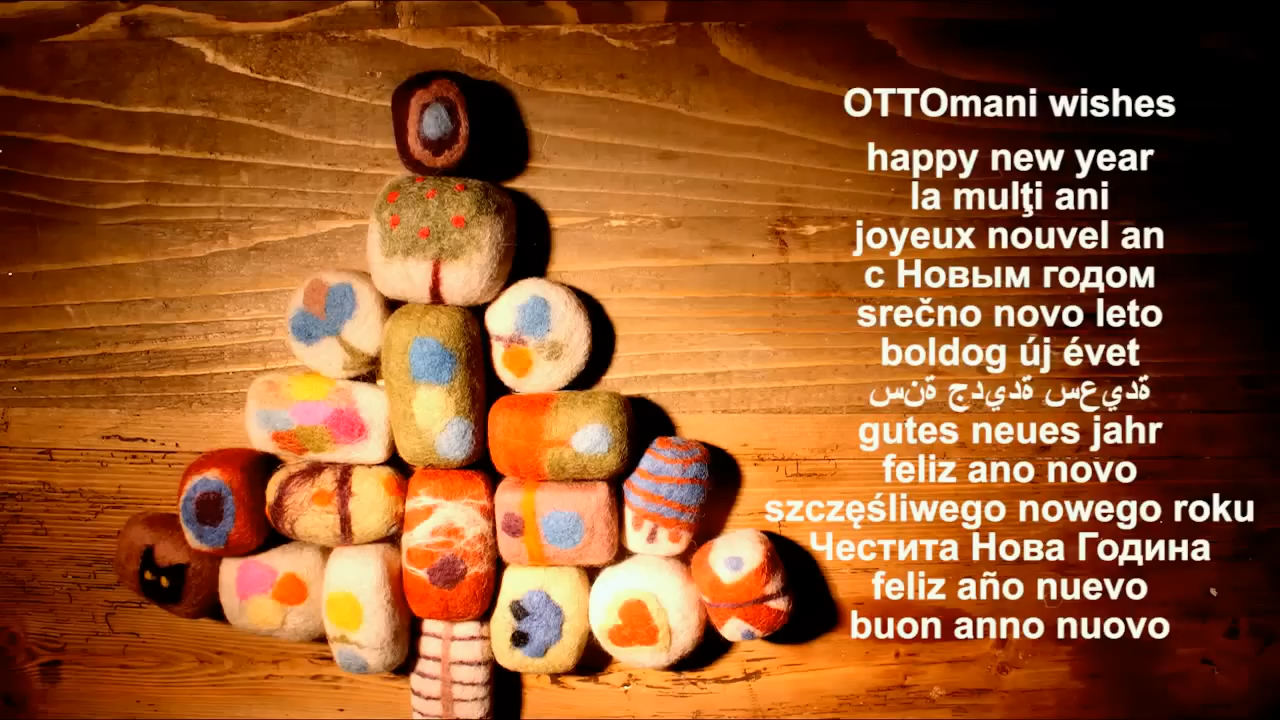 OTTOmani wishes
happy new year
la mulţi ani
joyeux nouvel an
с Новым годом
srečno novo leto
boldog új évet
سنة جديدة سعيدة
gutes neues jahr
feliz ano novo
szczęśliwego nowego roku
Честита Нова Година
feliz año nuevo
buon anno nuovo